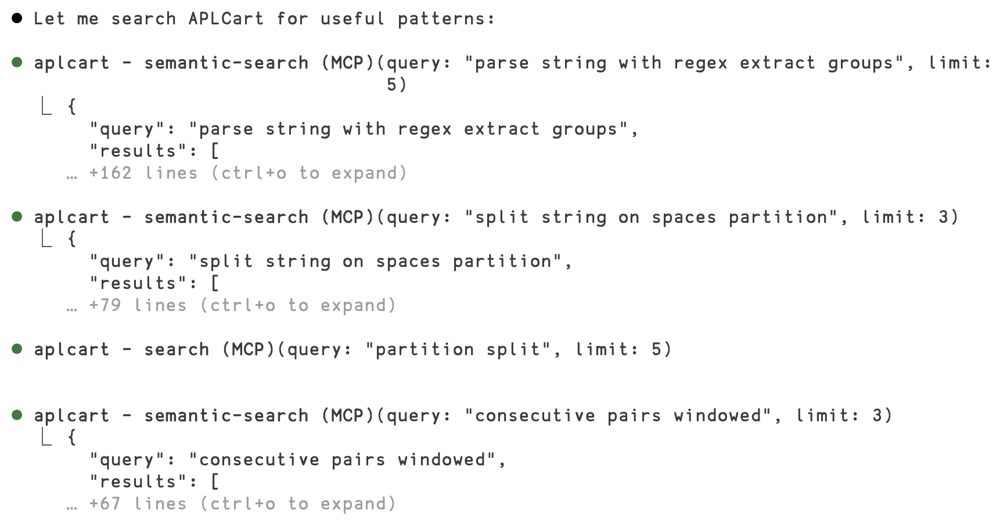 ● Let me search APLCart for useful patterns:
● aplcart - semantic-search (MCP)(query: "parse string with regex extract groups", limit:
5)
⎿ {
"query": "parse string with regex extract groups",
"results": [
… +162 lines (ctrl+o to expand)
● aplcart - semantic-search (MCP)(query: "split string on spaces partition", limit: 3)
⎿ {
"query": "split string on spaces partition",
"results": [
… +79 lines (ctrl+o to expand)
● aplcart - search (MCP)(query: "partition split", limit: 5)
● aplcart - semantic-search (MCP)(query: "consecutive pairs windowed", limit: 3)
⎿ {
"query": "consecutive pairs windowed",
"results": [
… +67 lines (ctrl+o to expand)